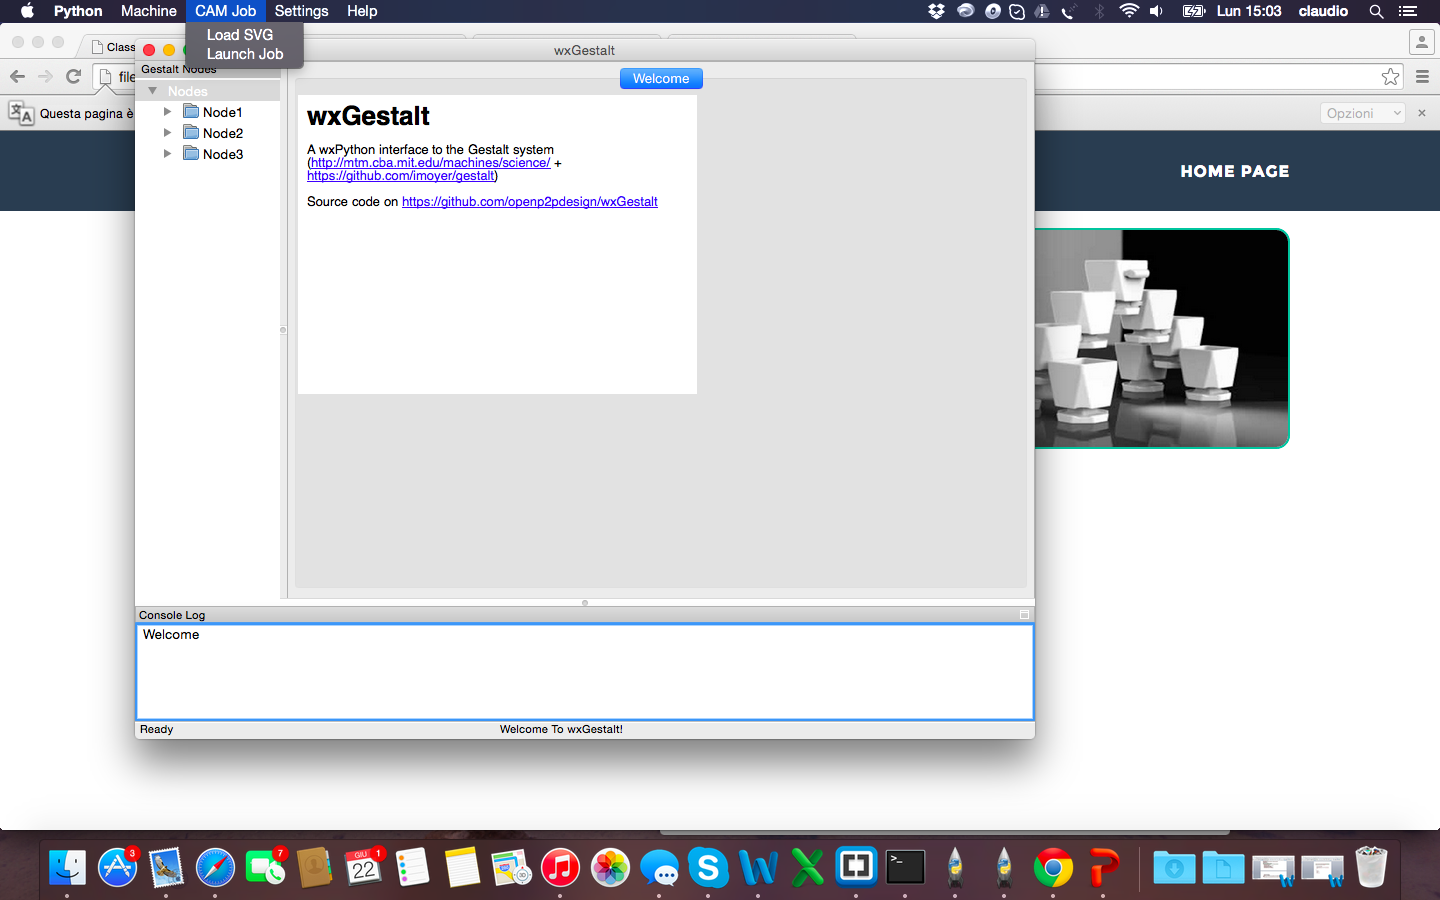 Python Machine CAM Job Settings Help Lun 15:03 claudio
Load SVG
Launch Job
Class
wxGestalt
file
Questa pagina è
Opzioni
HOME PAGE
Gestalt Nodes
Nodes
Node1
Node2
Node3
Welcome
wxGestalt
A wxPython interface to the Gestalt system
(http://mtm.cba.mit.edu/machines/science/ +
https://github.com/imoyer/gestalt)
Source code on https://github.com/openp2pdesign/wxGestalt
Console Log
Welcome
Ready Welcome To wxGestalt!
3
7
GIU
22
1